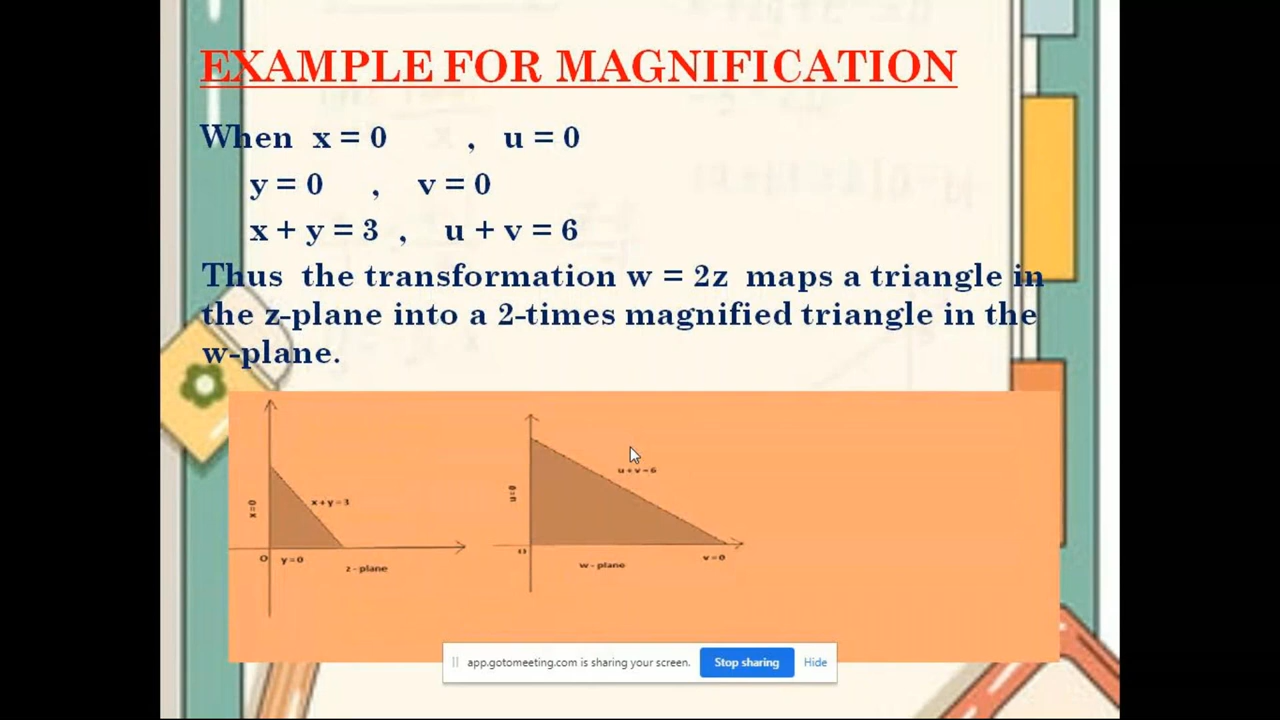 EXAMPLE FOR MAGNIFICATION
When x = 0 , u = 0
y = 0 , v = 0
x + y = 3 , u + v = 6
Thus the transformation w = 2z maps a triangle in
the z-plane into a 2-times magnified triangle in the
w-plane.
x=0
x+y=3
O
y=0
z-plane
u=0
u+v=6
v=0
w-plane
app.gotomeeting.com is sharing your screen.
Stop sharing
Hide